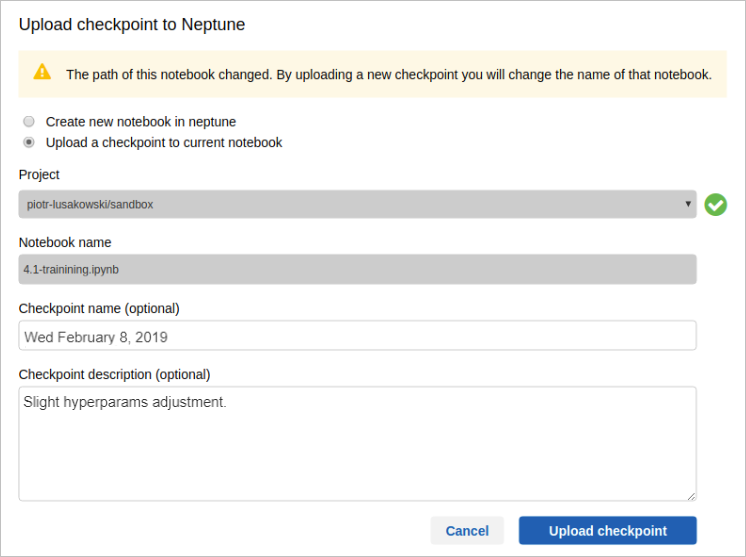 Upload checkpoint to Neptune
The path of this notebook changed. By uploading a new checkpoint you will change the name of that notebook.
Create new notebook in neptune
Upload a checkpoint to current notebook
Project
piotr-lusakowski/sandbox
Notebook name
4.1-trainining.ipynb
Checkpoint name (optional)
Wed February 8, 2019
Checkpoint description (optional)
Slight hyperparams adjustment.
Cancel Upload checkpoint